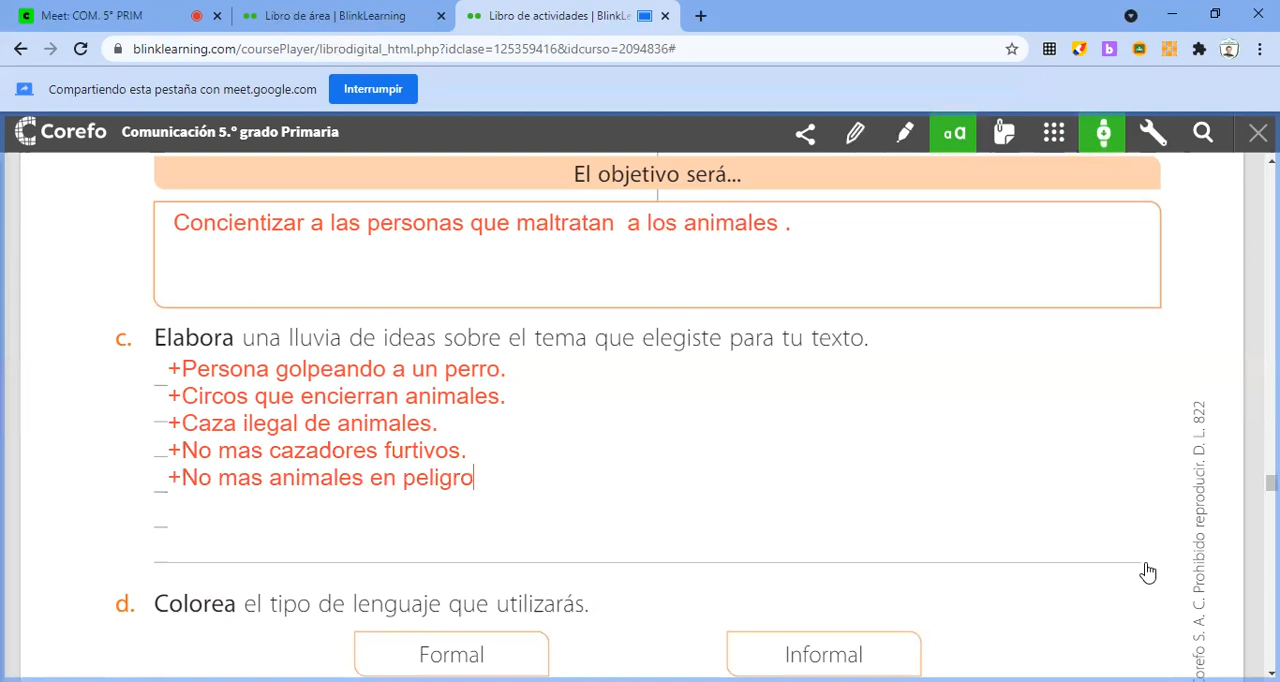 Meet: COM. 5° PRIM
Libro de área | BlinkLearning
Libro de actividades | BlinkLe
blinklearning.com/coursePlayer/librodigital_html.php?idclase=125359416&idcurso=2094836#
Compartiendo esta pestaña con meet.google.com
Interrumpir
Corefo
Comunicación 5.º grado Primaria
aa
El objetivo será...
Concientizar a las personas que maltratan  a los animales .
c. Elabora una lluvia de ideas sobre el tema que elegiste para tu texto.
+Persona golpeando a un perro.
+Circos que encierran animales.
+Caza ilegal de animales.
+No mas cazadores furtivos.
+No mas animales en peligro
d. Colorea el tipo de lenguaje que utilizarás.
Formal
Informal
Corefo S. A. C. Prohibido reproducir. D. L. 822